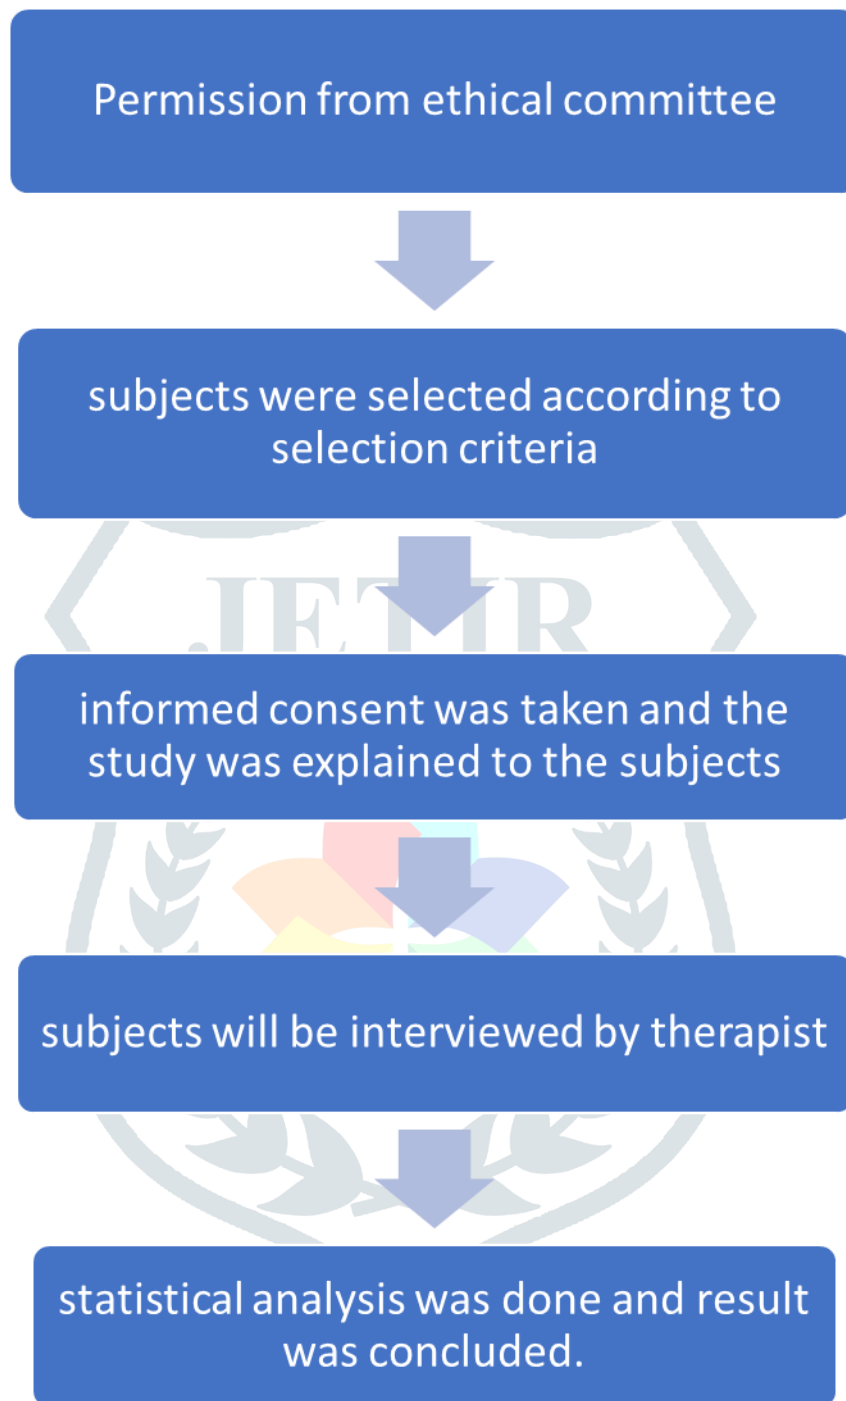 Permission from ethical committee
subjects were selected according to
selection criteria
JETIR
informed consent was taken and the
study was explained to the subjects
subjects will be interviewed by therapist
statistical analysis was done and result
was concluded.